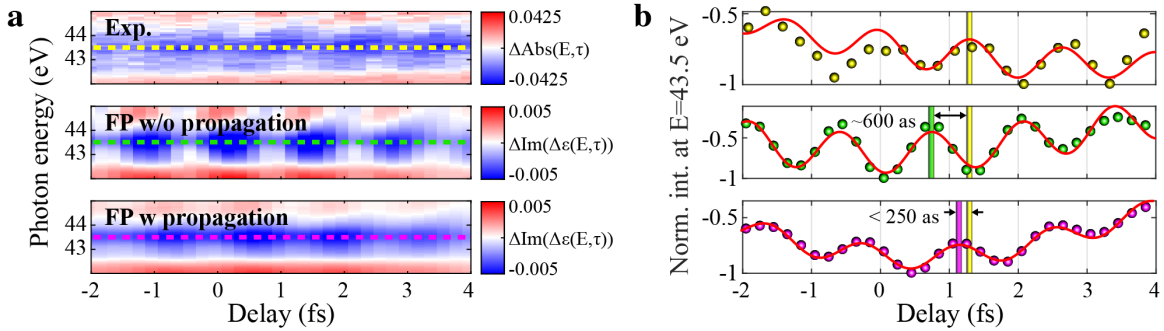 a
Photon energy (eV)
44
43
Exp.
0.0425
ΔAbs(E,τ)
-0.0425
44
43
FP w/o propagation
0.005
ΔIm(Δε(E,τ))
-0.005
44
43
FP w propagation
0.005
ΔIm(Δε(E,τ))
-0.005
-2 -1 0 1 2 3 4
Delay (fs)
b
Norm. int. at E=43.5 eV
-0.5
-1
-0.5
-1
~600 as
-0.5
-1
< 250 as
-2 -1 0 1 2 3 4
Delay (fs)